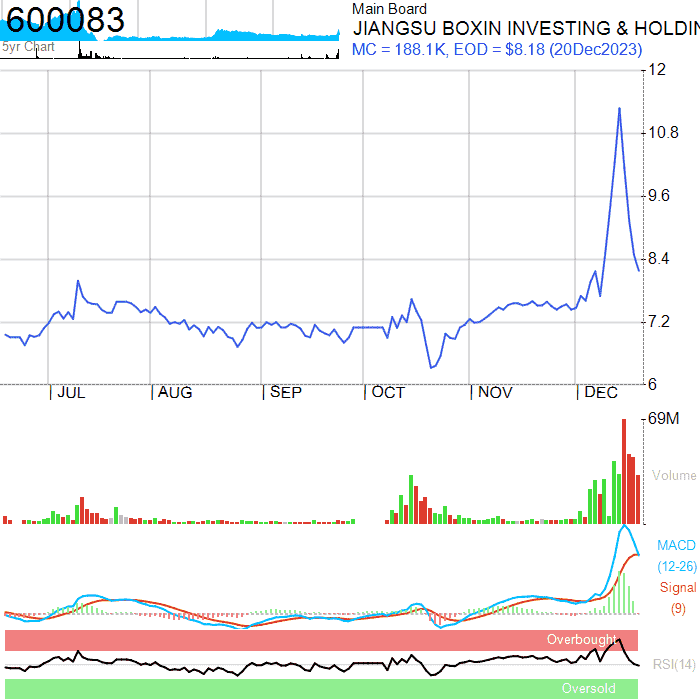 600083
5yr Chart
Main Board
JIANGSU BOXIN INVESTING & HOLDIN
MC = 188.1K, EOD = $8.18 (20Dec2023)
12
10.8
9.6
8.4
7.2
6
JUL AUG SEP OCT NOV DEC
69M
Volume
MACD
(12-26)
Signal
(9)
Overbought
RSI(14)
Oversold